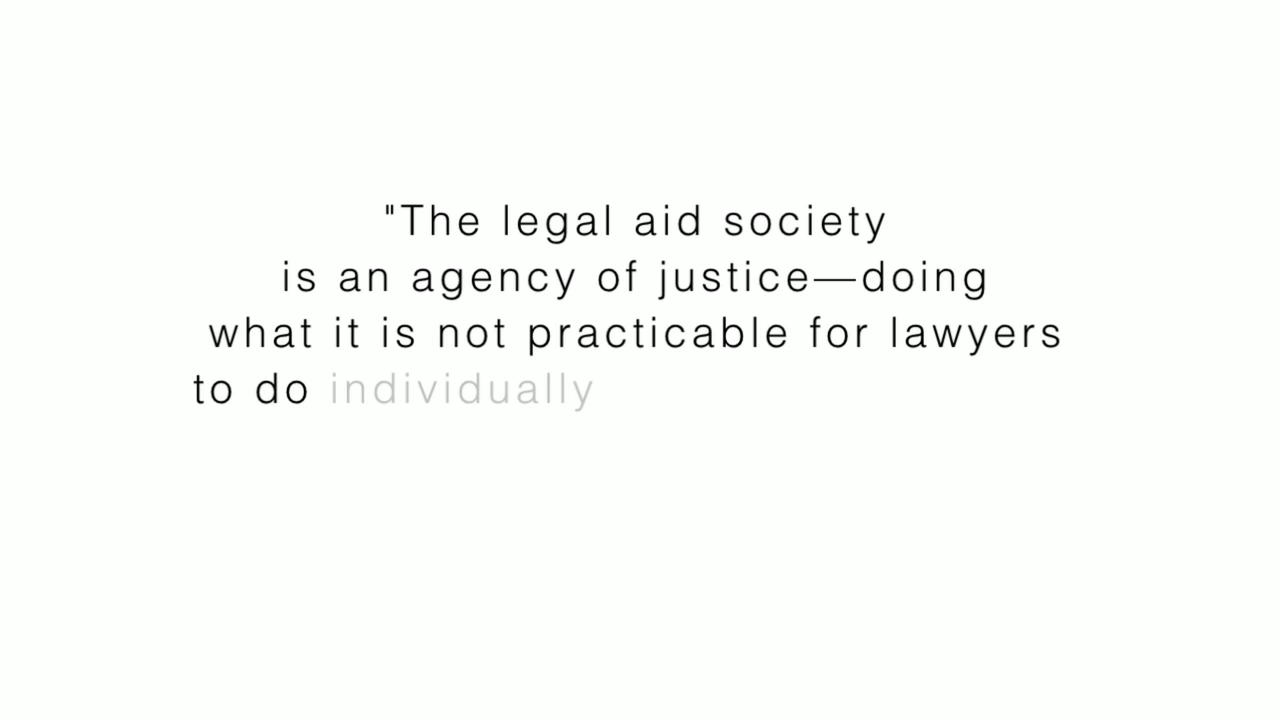 "The legal aid society
is an agency of justice—doing
what it is not practicable for lawyers
to do individually